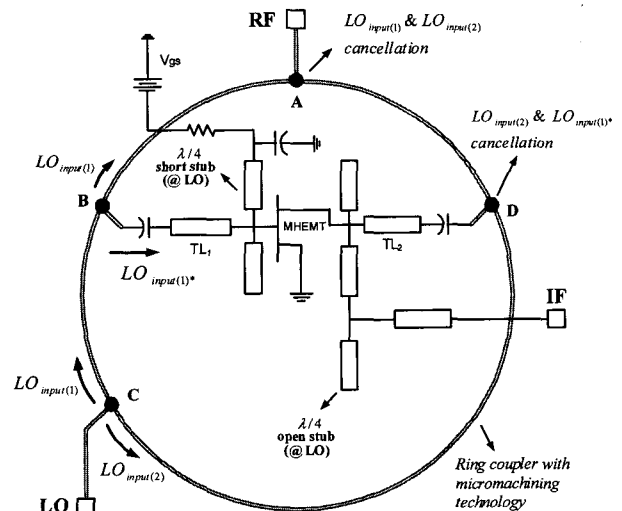 RF
LO input(1) & LO input(2)
cancellation
Vgs
A
LO input(2) & LO input(1)*
cancellation
λ/4
short stub
(@ LO)
LO input(1)
B
D
MHEMT
TL1
TL2
LO input(1)*
IF
LO input(1)
C
λ/4
open stub
(@ LO)
LO input(2)
Ring coupler with
micromachining
technology
LO